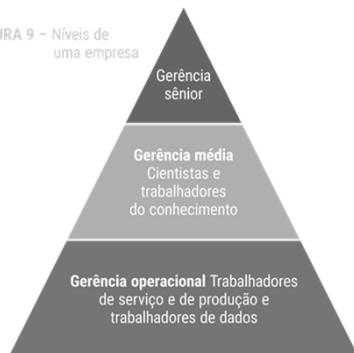 URA 9 – Níveis de
uma empresa
Gerência
sênior
Gerência média
Cientistas e
trabalhadores
do conhecimento
Gerência operacional Trabalhadores
de serviço e de produção e
trabalhadores de dados